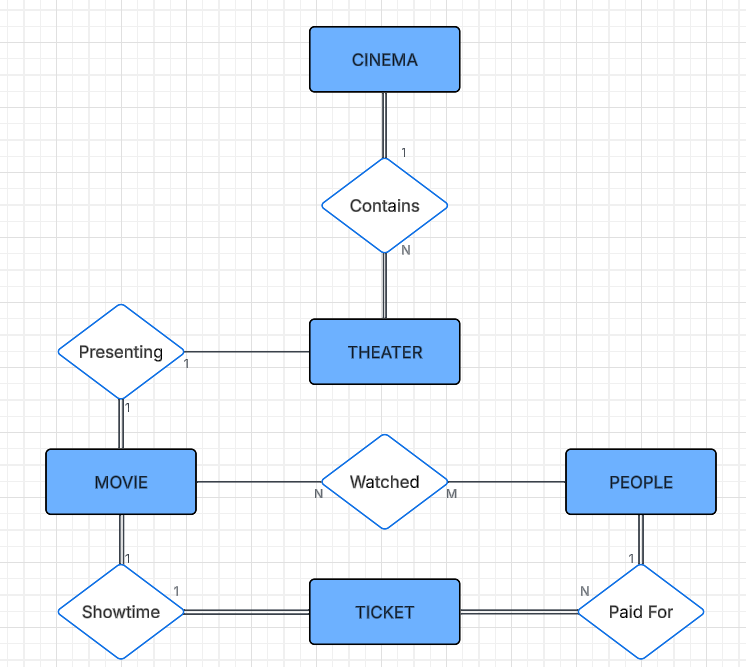 CINEMA
1
Contains
N
Presenting
1
THEATER
1
MOVIE
N
Watched
M
PEOPLE
1
Showtime
1
TICKET
N
1
Paid For